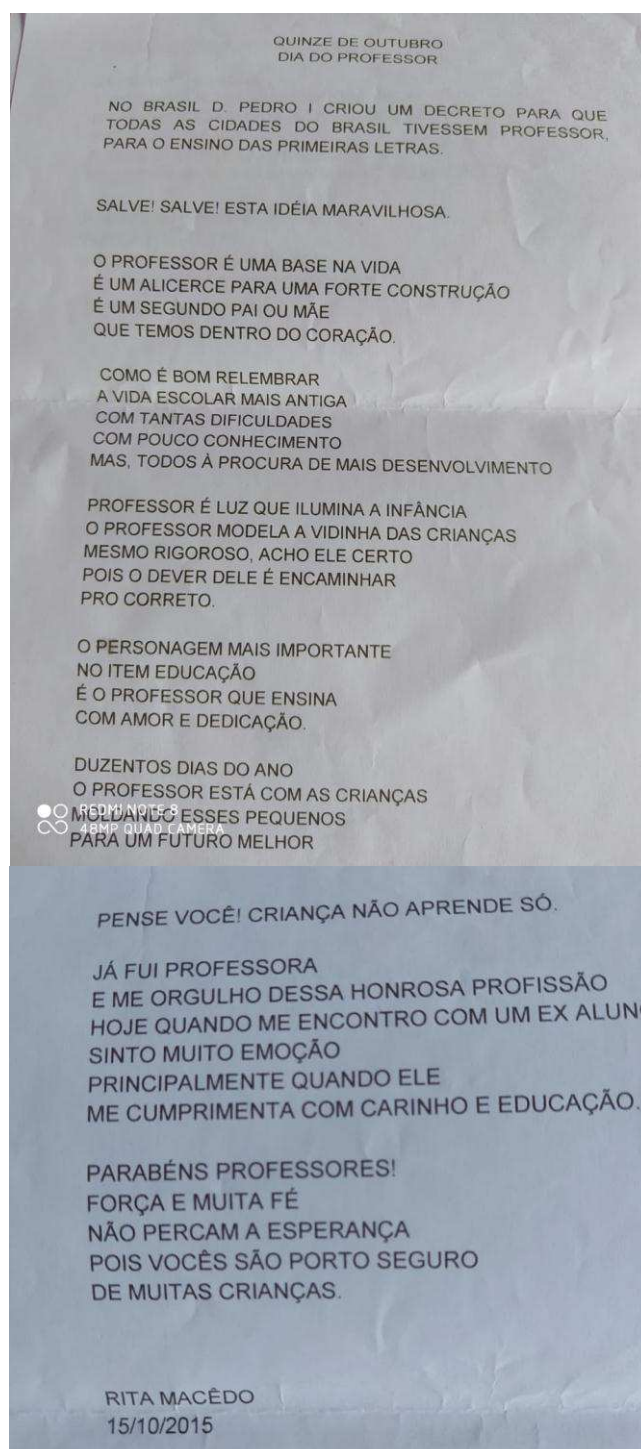 QUINZE DE OUTUBRO
DIA DO PROFESSOR
NO BRASIL D. PEDRO I CRIOU UM DECRETO PARA QUE
TODAS AS CIDADES DO BRASIL TIVESSEM PROFESSOR,
PARA O ENSINO DAS PRIMEIRAS LETRAS.
SALVE! SALVE! ESTA IDÉIA MARAVILHOSA.
O PROFESSOR É UMA BASE NA VIDA
É UM ALICERCE PARA UMA FORTE CONSTRUÇÃO
É UM SEGUNDO PAI OU MÃE
QUE TEMOS DENTRO DO CORAÇÃO.
COMO É BOM RELEMBRAR
A VIDA ESCOLAR MAIS ANTIGA
COM TANTAS DIFICULDADES
COM POUCO CONHECIMENTO
MAS, TODOS À PROCURA DE MAIS DESENVOLVIMENTO
PROFESSOR É LUZ QUE ILUMINA A INFÂNCIA
O PROFESSOR MODELA A VIDINHA DAS CRIANÇAS
MESMO RIGOROSO, ACHO ELE CERTO
POIS O DEVER DELE É ENCAMINHAR
PRO CORRETO.
O PERSONAGEM MAIS IMPORTANTE
NO ITEM EDUCAÇÃO
É O PROFESSOR QUE ENSINA
COM AMOR E DEDICAÇÃO.
DUZENTOS DIAS DO ANO
O PROFESSOR ESTÁ COM AS CRIANÇAS
REDMI NOTE 8
MOLDANDO ESSES PEQUENOS
48MP QUAD CAMERA
PARA UM FUTURO MELHOR
PENSE VOCÊ! CRIANÇA NÃO APRENDE SÓ.
JÁ FUI PROFESSORA
E ME ORGULHO DESSA HONROSA PROFISSÃO
HOJE QUANDO ME ENCONTRO COM UM EX ALUN
SINTO MUITO EMOÇÃO
PRINCIPALMENTE QUANDO ELE
ME CUMPRIMENTA COM CARINHO E EDUCAÇÃO.
PARABÉNS PROFESSORES!
FORÇA E MUITA FÉ
NÃO PERCAM A ESPERANÇA
POIS VOCÊS SÃO PORTO SEGURO
DE MUITAS CRIANÇAS.
RITA MACÊDO
15/10/2015